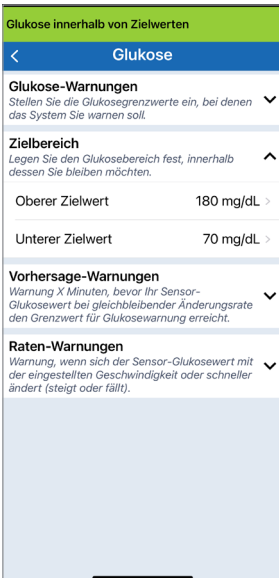 Glukose innerhalb von Zielwerten
Glukose
Glukose-Warnungen
Stellen Sie die Glukosegrenzwerte ein, bei denen
das System Sie warnen soll.
Zielbereich
Legen Sie den Glukosebereich fest, innerhalb
dessen Sie bleiben möchten.
Oberer Zielwert 180 mg/dL
Unterer Zielwert 70 mg/dL
Vorhersage-Warnungen
Warnung X Minuten, bevor Ihr Sensor-
Glukosewert bei gleichbleibender Änderungsrate
den Grenzwert für Glukosewarnung erreicht.
Raten-Warnungen
Warnung, wenn sich der Sensor-Glukosewert mit
der eingestellten Geschwindigkeit oder schneller
ändert (steigt oder fällt).